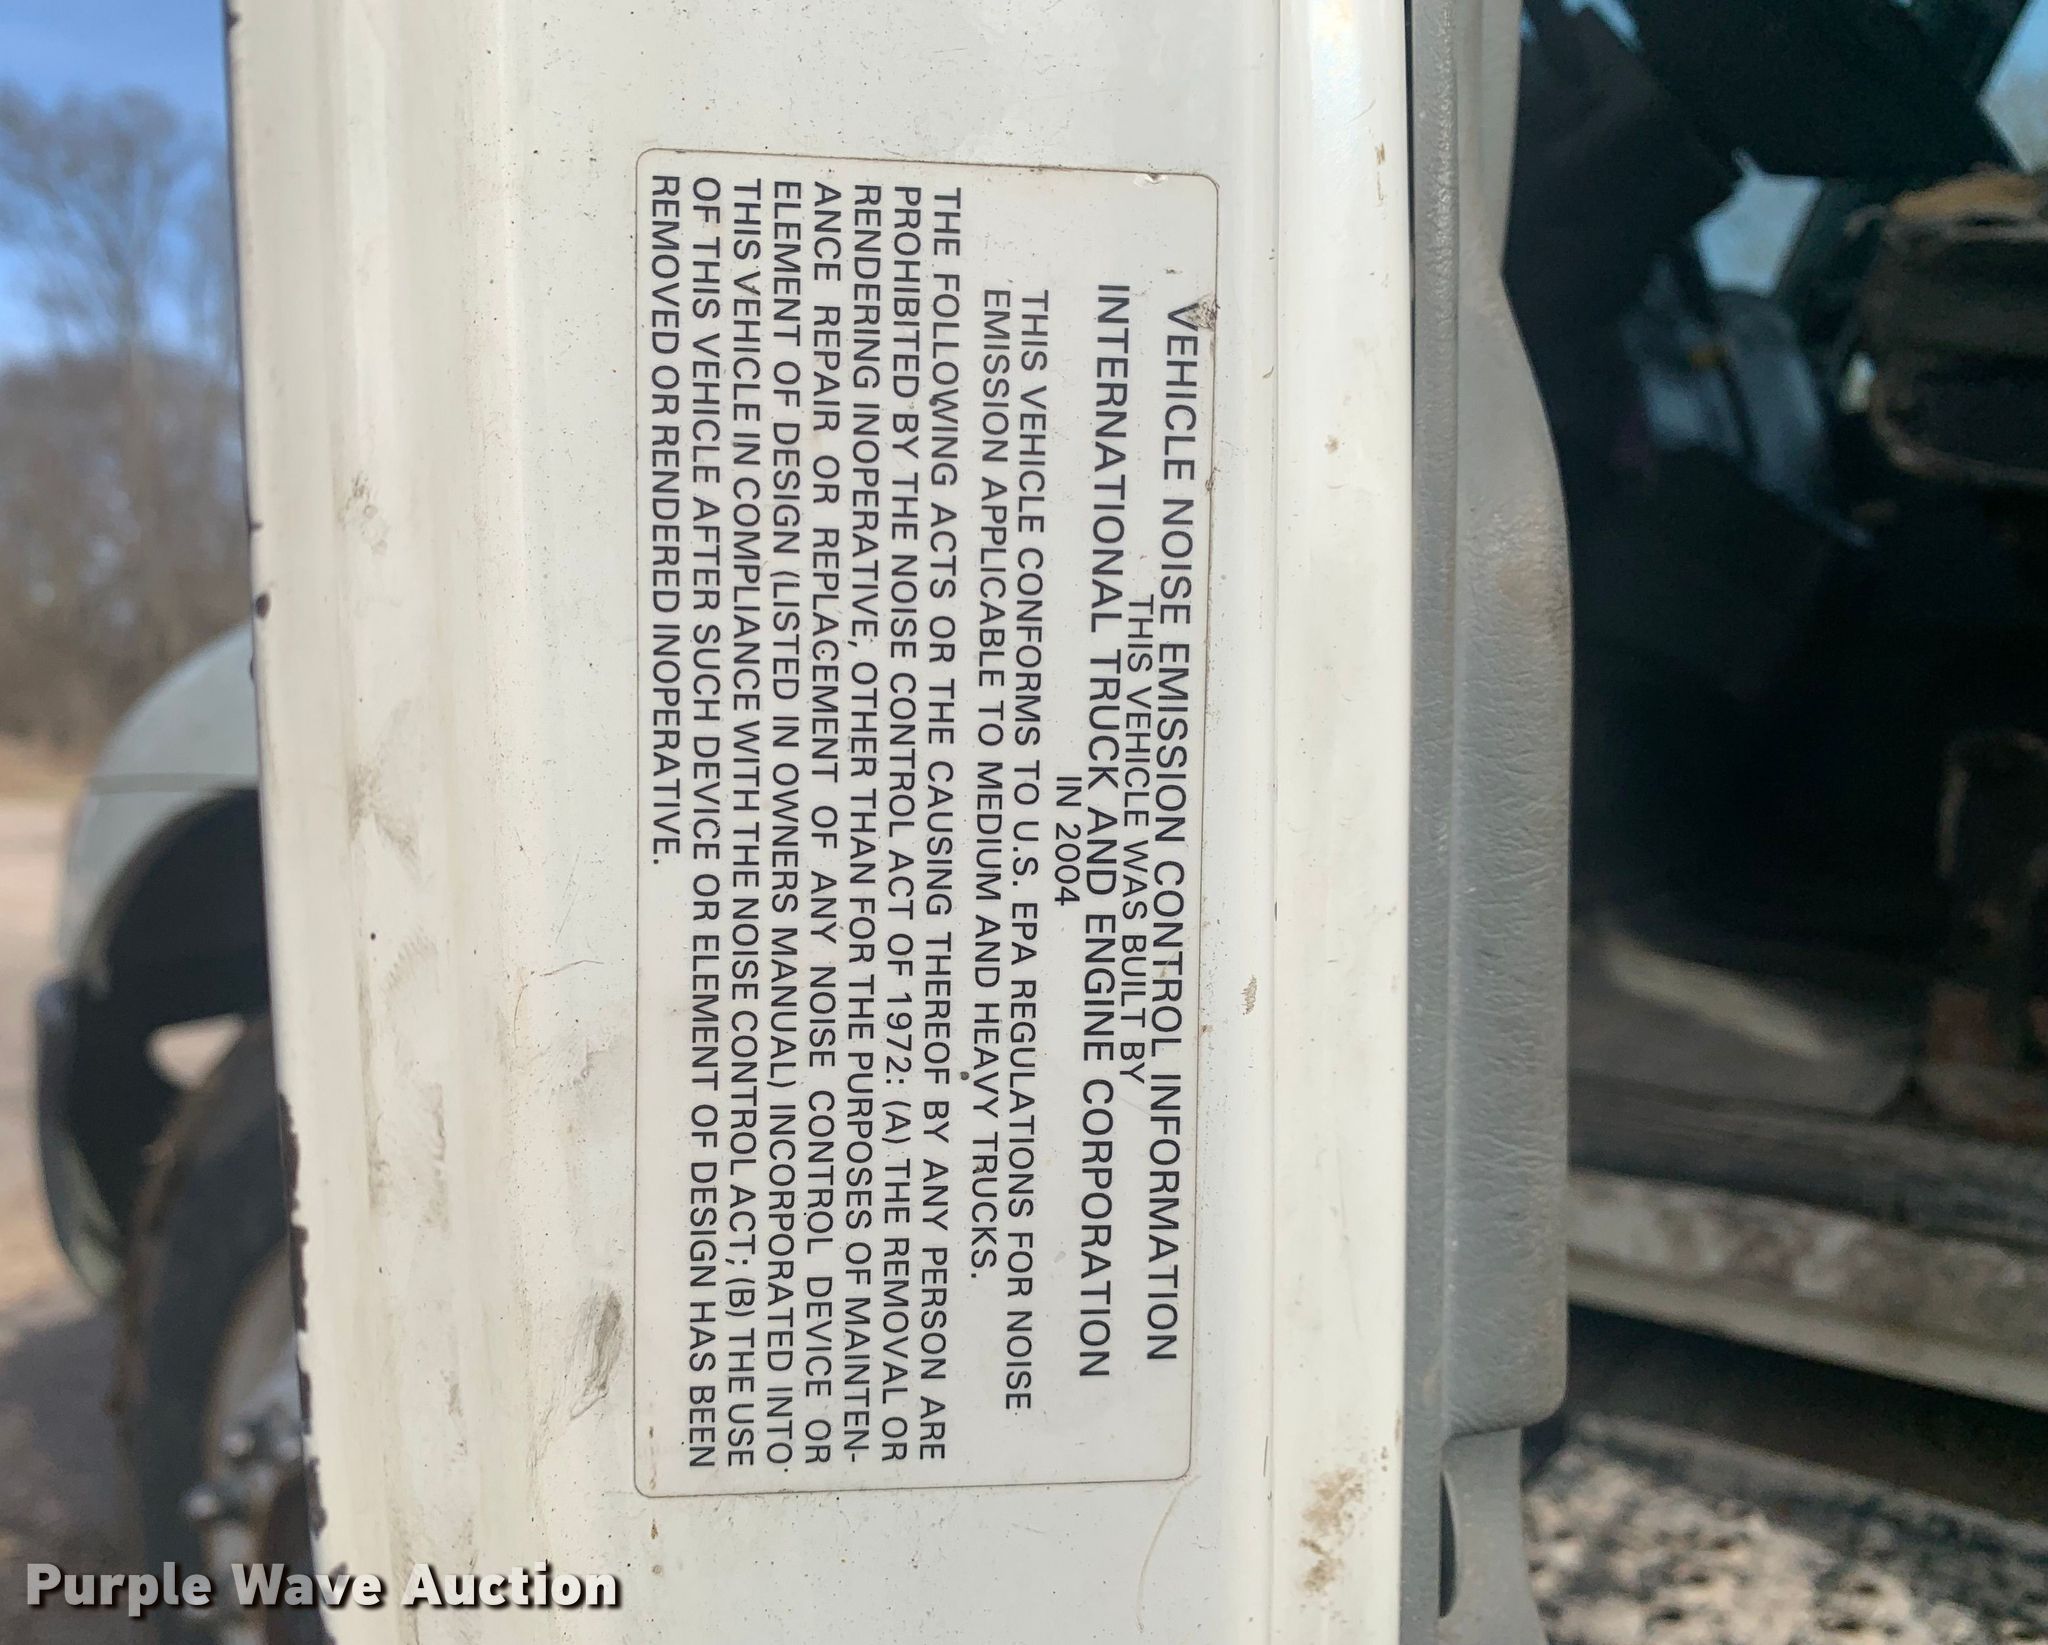 VEHICLE NOISE EMISSION CONTROL INFORMATION
THIS VEHICLE WAS BUILT BY
INTERNATIONAL TRUCK AND ENGINE CORPORATION
IN 2004
THIS VEHICLE CONFORMS TO U.S. EPA REGULATIONS FOR NOISE
EMISSION APPLICABLE TO MEDIUM AND HEAVY TRUCKS.
THE FOLLOWING ACTS OR THE CAUSING THEREOF BY ANY PERSON ARE
PROHIBITED BY THE NOISE CONTROL ACT OF 1972: (A) THE REMOVAL OR
RENDERING INOPERATIVE, OTHER THAN FOR THE PURPOSES OF MAINTEN-
ANCE REPAIR OR REPLACEMENT OF ANY NOISE CONTROL DEVICE OR
ELEMENT OF DESIGN (LISTED IN OWNERS MANUAL) INCORPORATED INTO
THIS VEHICLE IN COMPLIANCE WITH THE NOISE CONTROL ACT; (B) THE USE
OF THIS VEHICLE AFTER SUCH DEVICE OR ELEMENT OF DESIGN HAS BEEN
REMOVED OR RENDERED INOPERATIVE.
Purple Wave Auction